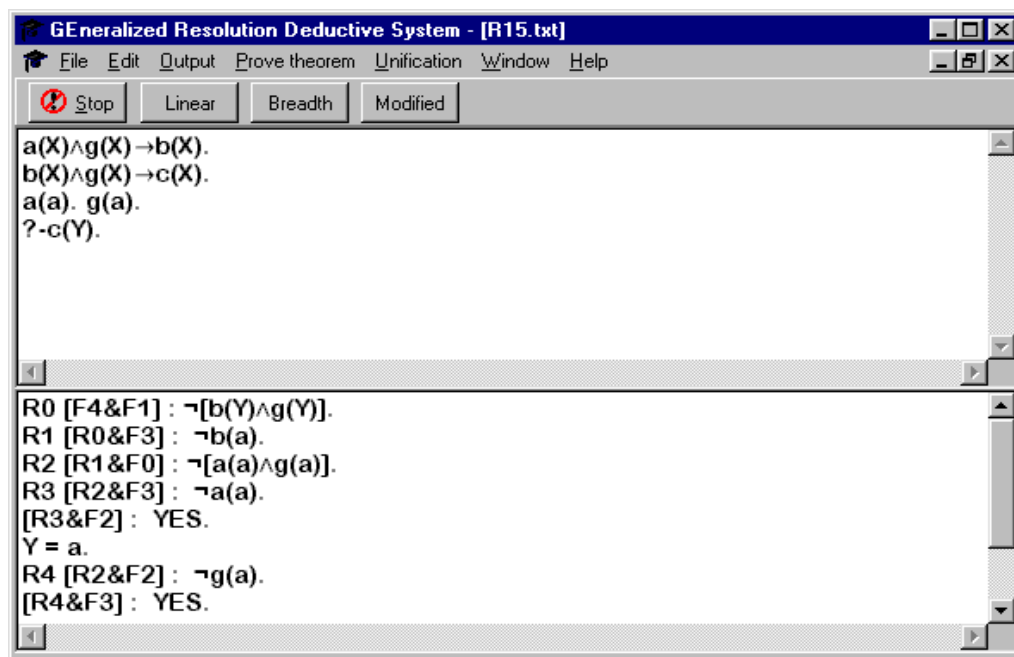 GEneralized Resolution Deductive System - [R15.txt]
File Edit Output Prove theorem Unification Window Help
Stop Linear Breadth Modified
a(X)∧g(X)→b(X).
b(X)∧g(X)→c(X).
a(a). g(a).
?-c(Y).
R0 [F4&F1] : ¬[b(Y)∧g(Y)].
R1 [R0&F3] : ¬b(a).
R2 [R1&F0] : ¬[a(a)∧g(a)].
R3 [R2&F3] : ¬a(a).
[R3&F2] : YES.
Y = a.
R4 [R2&F2] : ¬g(a).
[R4&F3] : YES.